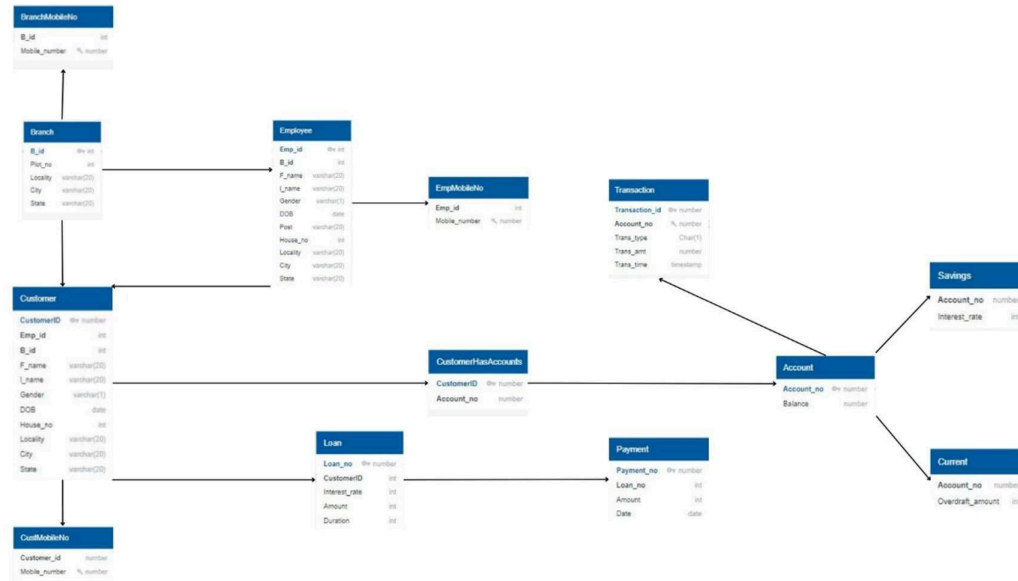 BranchMobileNo
B_id int
Mobile_number number
Branch
B_id int
Plot_no int
Locality varchar(20)
City varchar(20)
State varchar(20)
Employee
Emp_id int
B_id int
F_name varchar(20)
l_name varchar(20)
Gender varchar(1)
DOB date
Post varchar(20)
House_no int
Locality varchar(20)
City varchar(20)
State varchar(20)
EmpMobileNo
Emp_id int
Mobile_number number
Transaction
Transaction_id number
Account_no number
Trans_type Char(1)
Trans_amt number
Trans_time timestamp
Savings
Account_no number
Interest_rate int
Customer
CustomerID number
Emp_id int
B_id int
F_name varchar(20)
l_name varchar(20)
Gender varchar(1)
DOB date
House_no int
Locality varchar(20)
City varchar(20)
State varchar(20)
CustomerHasAccounts
CustomerID number
Account_no number
Account
Account_no number
Balance number
Loan
Loan_no number
CustomerID int
Interest_rate int
Amount int
Duration int
Payment
Payment_no number
Loan_no int
Amount int
Date date
Current
Account_no number
Overdraft_amount
CustMobileNo
Customer_id number
Mobile_number number